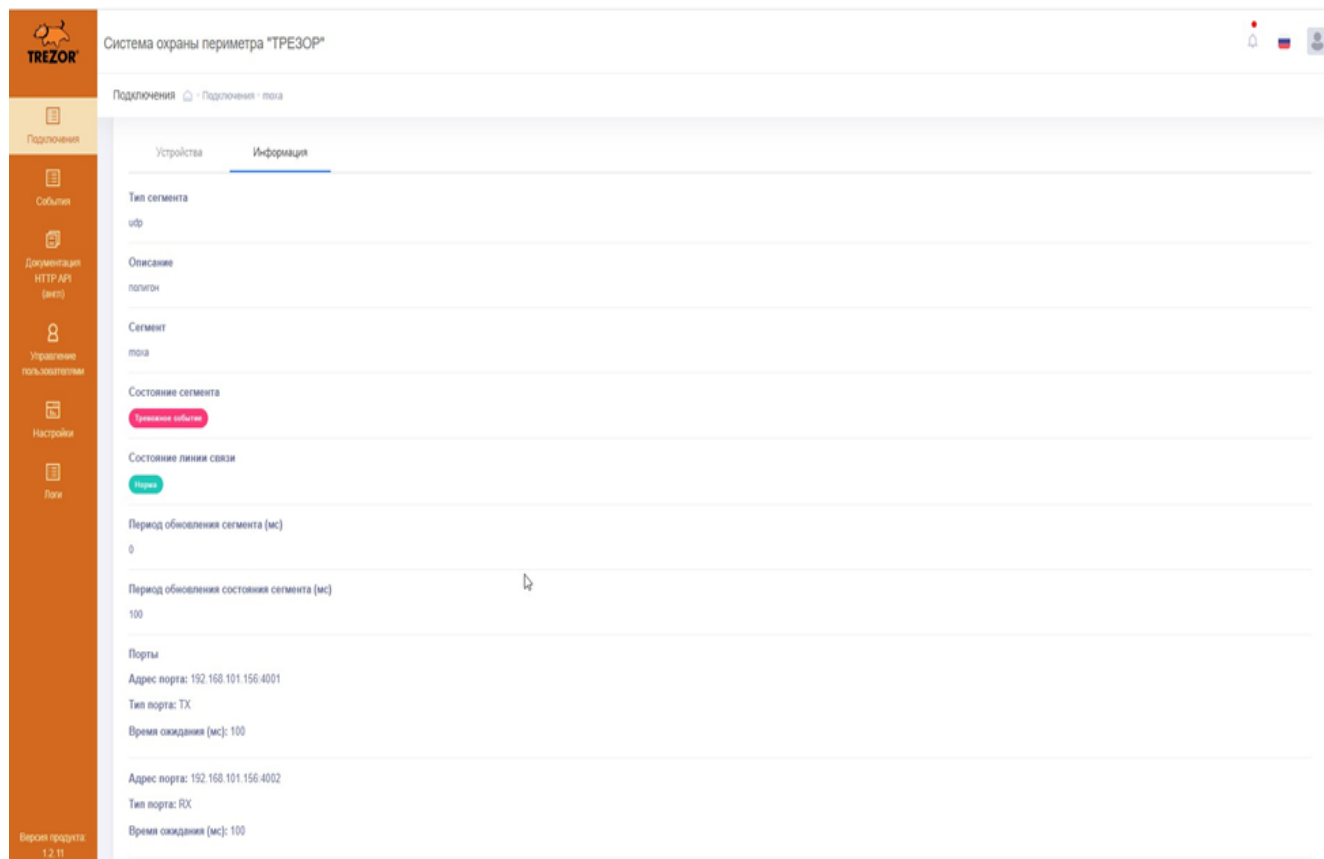 TREZOR
Система охраны периметра "ТРЕЗОР"
Подключения - Подключения - moxa
Подключения
События
Документация
HTTP API
(англ)
Управление
пользователями
Настройки
Логи
Версия продукта:
1.2.11
Устройства Информация
Тип сегмента
udp
Описание
полигон
Сегмент
moxa
Состояние сегмента
Тревожное событие
Состояние линии связи
Норма
Период обновления сегмента (мс)
0
Период обновления состояния сегмента (мс)
100
Порты
Адрес порта: 192.168.101.156:4001
Тип порта: TX
Время ожидания (мс): 100
Адрес порта: 192.168.101.156:4002
Тип порта: RX
Время ожидания (мс): 100